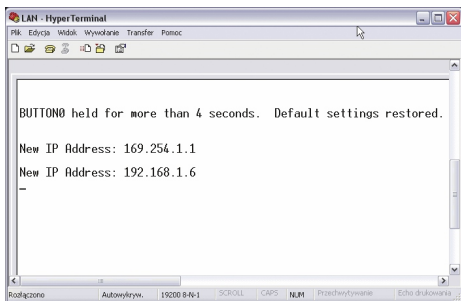 LAN - HyperTerminal
Plik Edycja Widok Wywołanie Transfer Pomoc
BUTTON0 held for more than 4 seconds. Default settings restored.
New IP Address: 169.254.1.1
New IP Address: 192.168.1.6
Rozłączono Autowykryw. 19200 8-N-1 SCROLL CAPS NUM Przechwytywanie Echo drukowania